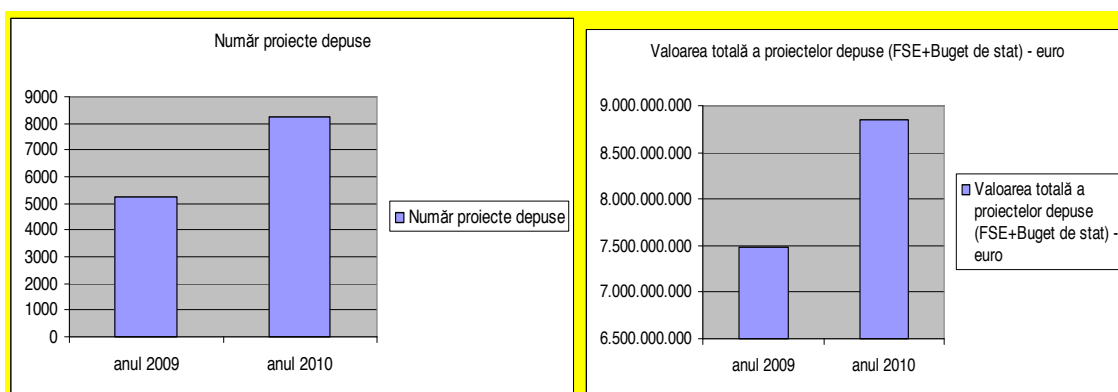 Număr proiecte depuse
9000
8000
7000
6000
5000
4000
3000
2000
1000
0
anul 2009
anul 2010
Număr proiecte depuse
Valoarea totală a proiectelor depuse (FSE+Buget de stat) - euro
9.000.000.000
8.500.000.000
8.000.000.000
7.500.000.000
7.000.000.000
6.500.000.000
anul 2009
anul 2010
Valoarea totală a
proiectelor depuse
(FSE+Buget de stat) -
euro